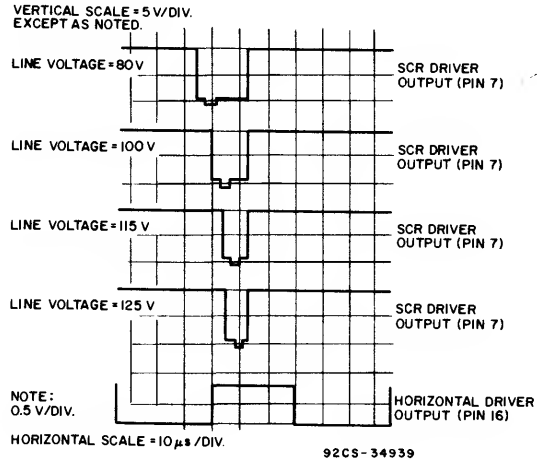 VERTICAL SCALE = 5 V/DIV.
EXCEPT AS NOTED.
LINE VOLTAGE = 80 V
SCR DRIVER
OUTPUT (PIN 7)
LINE VOLTAGE = 100 V
SCR DRIVER
OUTPUT (PIN 7)
LINE VOLTAGE = 115 V
SCR DRIVER
OUTPUT (PIN 7)
LINE VOLTAGE = 125 V
SCR DRIVER
OUTPUT (PIN 7)
NOTE:
0.5 V/DIV.
HORIZONTAL DRIVER
OUTPUT (PIN 16)
HORIZONTAL SCALE = 10 µs / DIV.
92CS-34939